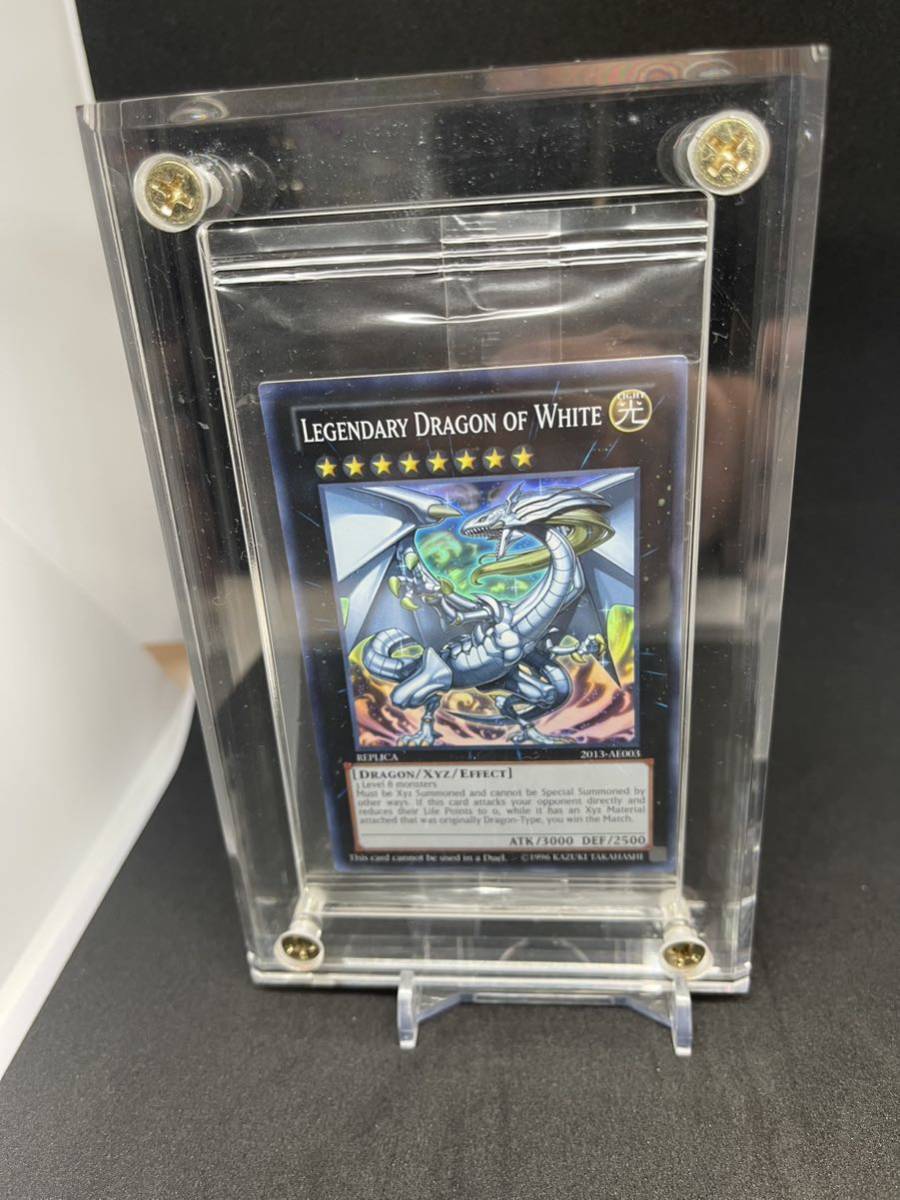 LEGENDARY DRAGON OF WHITE
LIGHT
光
REPLICA 2013-AE003
[DRAGON/XYZ/EFFECT]
3 Level 8 monsters
Must be Xyz Summoned and cannot be Special Summoned by
other ways. If this card attacks your opponent directly and
reduces their Life Points to 0, while it has an Xyz Material
attached that was originally Dragon-Type, you win the Match.
ATK/3000 DEF/2500
This card cannot be used in a Duel. ©1996 KAZUKI TAKAHASHI